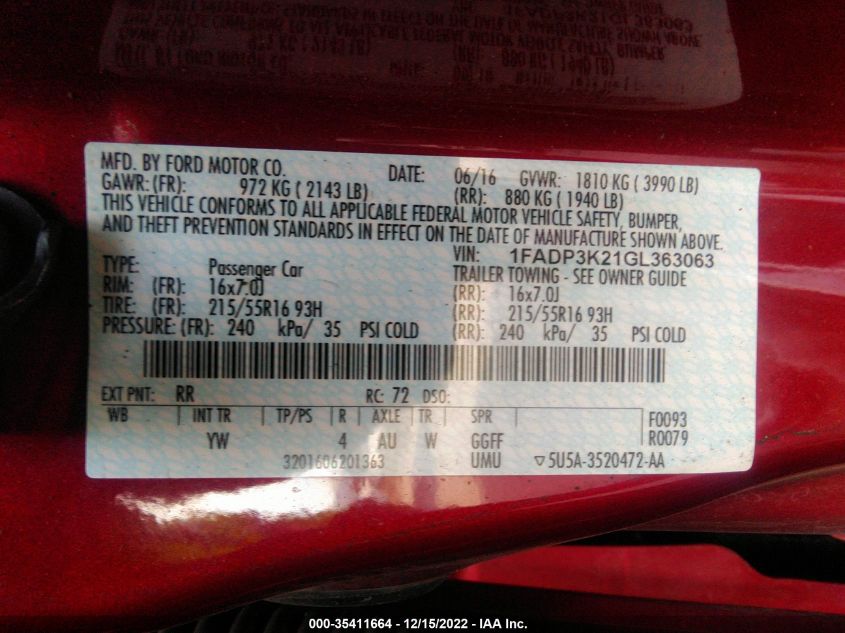 MFD. BY FORD MOTOR CO. DATE: 06/16 GVWR: 1810 KG ( 3990 LB)
GAWR: (FR): 972 KG ( 2143 LB) (RR): 880 KG ( 1940 LB)
THIS VEHICLE CONFORMS TO ALL APPLICABLE FEDERAL MOTOR VEHICLE SAFETY, BUMPER,
AND THEFT PREVENTION STANDARDS IN EFFECT ON THE DATE OF MANUFACTURE SHOWN ABOVE.
VIN: 1FADP3K21GL363063
TYPE: Passenger Car TRAILER TOWING - SEE OWNER GUIDE
RIM: (FR): 16x7.0J (RR): 16x7.0J
TIRE: (FR): 215/55R16 93H (RR): 215/55R16 93H
PRESSURE: (FR): 240 kPa/ 35 PSI COLD (RR): 240 kPa/ 35 PSI COLD
EXT PNT: RR RC: 72 DSO:
WB INT TR TP/PS R AXLE TR SPR F0093
YW 4 AU W GGFF R0079
3201606201363 UMU ▽5U5A-3520472-AA
000-35411664 - 12/15/2022 - IAA Inc.